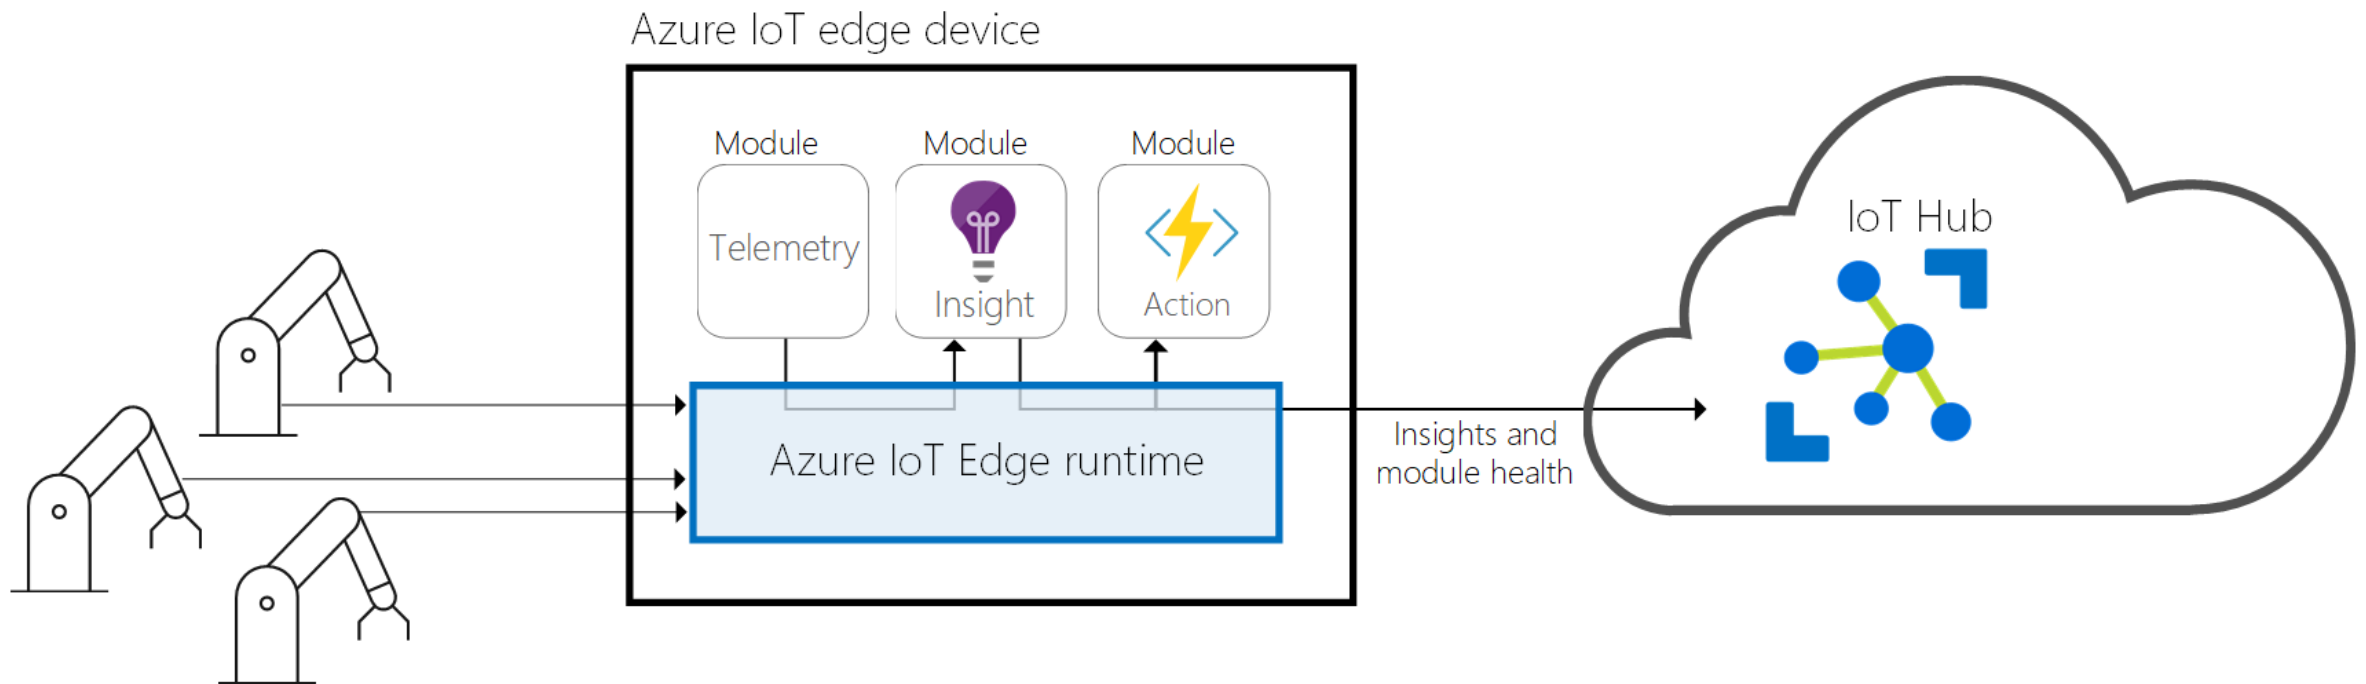 Azure IoT edge device
Module
Module
Module
Telemetry
Insight
Action
Azure IoT Edge runtime
Insights and
module health
IoT Hub